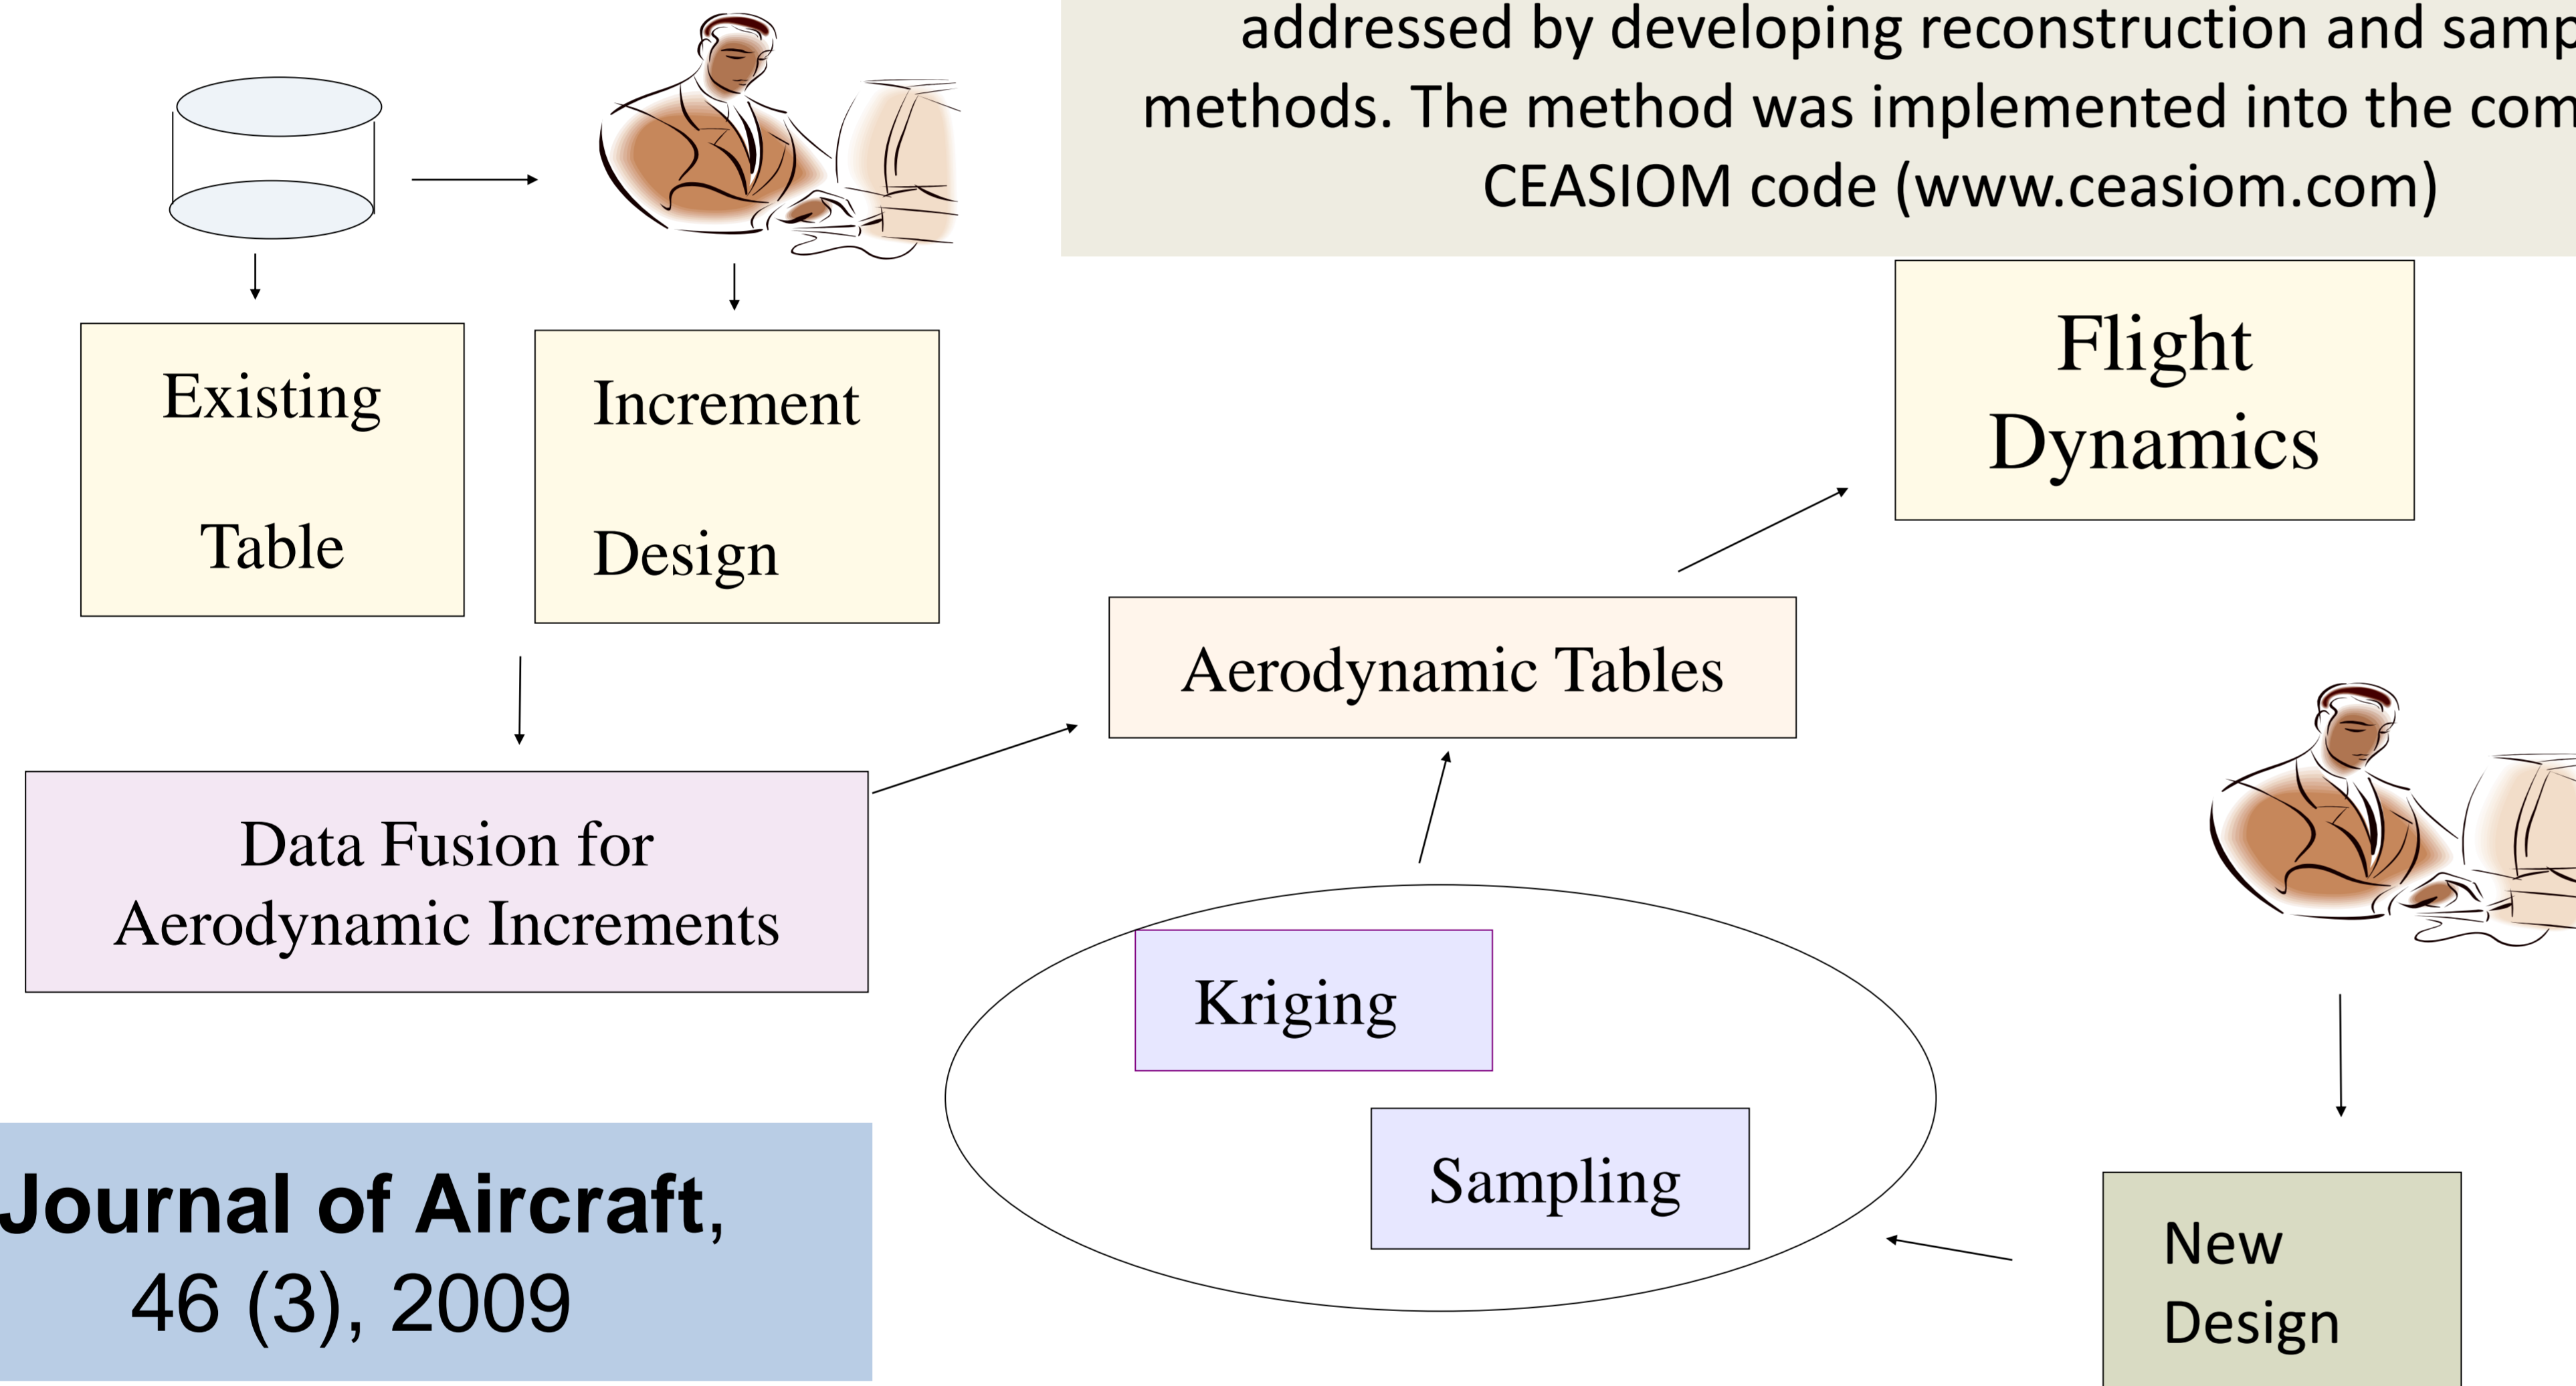 addressed by developing reconstruction and
methods. The method was implemented into the
CEASIOM code (www.ceasiom.com)
Existing
Table
Increment
Design
Flight
Dynamics
Aerodynamic Tables
Data Fusion for
Aerodynamic Increments
Kriging
Sampling
Journal of Aircraft,
46 (3), 2009
New
Design